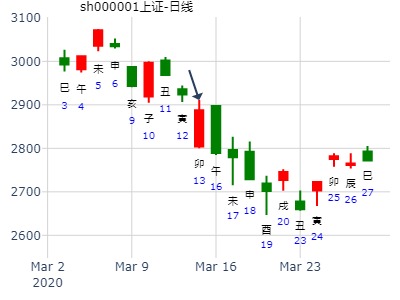 sh000001上证-日线
3100
3000
2900
2800
2700
2600
巳 3
午 4
未 5
申 6
亥 9
子 10
丑 11
寅 12
卯 13
午 16
未 17
申 18
酉 19
戌 20
丑 23
寅 24
卯 25
辰 26
巳 27
Mar 2
2020
Mar 9
Mar 16
Mar 23